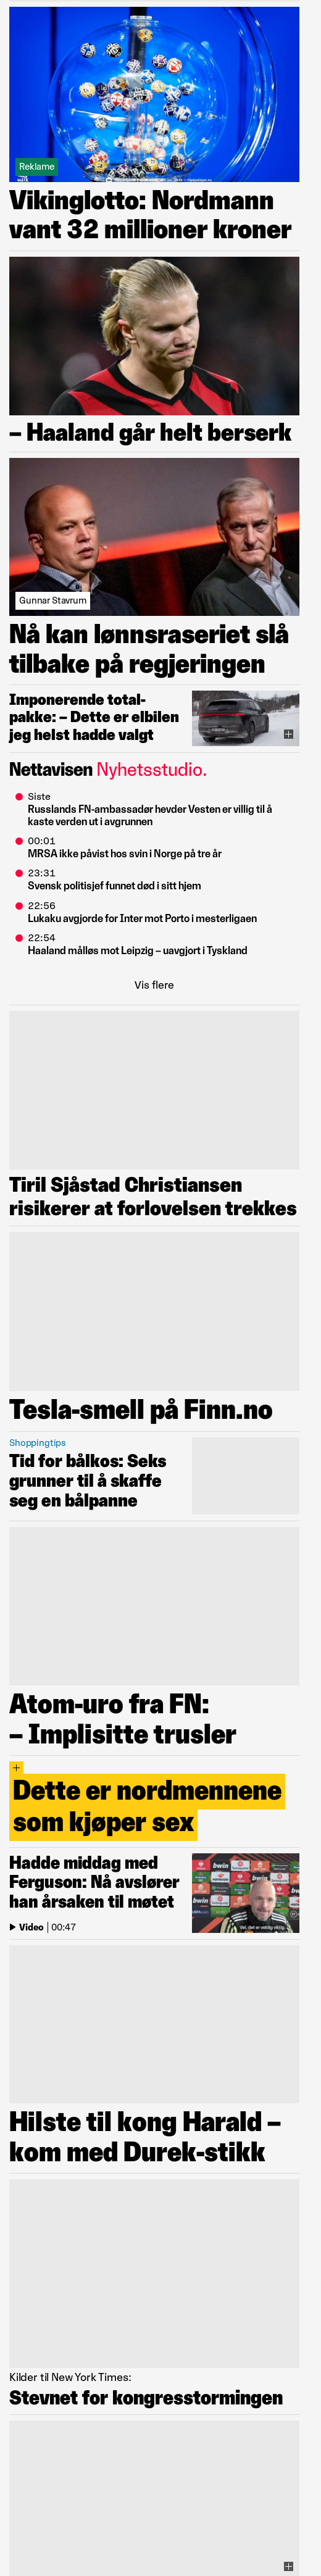 Reklame
Vikinglotto: Nordmann
vant 32 millioner kroner
– Haaland går helt berserk
Gunnar Stavrum
Nå kan lønnsraseriet slå
tilbake på regjeringen
Imponerende total-
pakke: – Dette er elbilen
jeg helst hadde valgt
Nettavisen Nyhetsstudio.
Siste
Russlands FN-ambassadør hevder Vesten er villig til å
kaste verden ut i avgrunnen
00:01
MRSA ikke påvist hos svin i Norge på tre år
23:31
Svensk politisjef funnet død i sitt hjem
22:56
Lukaku avgjorde for Inter mot Porto i mesterligaen
22:54
Haaland målløs mot Leipzig – uavgjort i Tyskland
Vis flere
Tiril Sjåstad Christiansen
risikerer at forlovelsen trekkes
Tesla-smell på Finn.no
Shoppingtips
Tid for bålkos: Seks
grunner til å skaffe
seg en bålpanne
Atom-uro fra FN:
– Implisitte trusler
+
Dette er nordmennene
som kjøper sex
Hadde middag med
Ferguson: Nå avslører
han årsaken til møtet
Video | 00:47
bwin
bwin
Vel, det er veldig viktig.
Hilste til kong Harald –
kom med Durek-stikk
Kilder til New York Times:
Stevnet for kongresstormingen